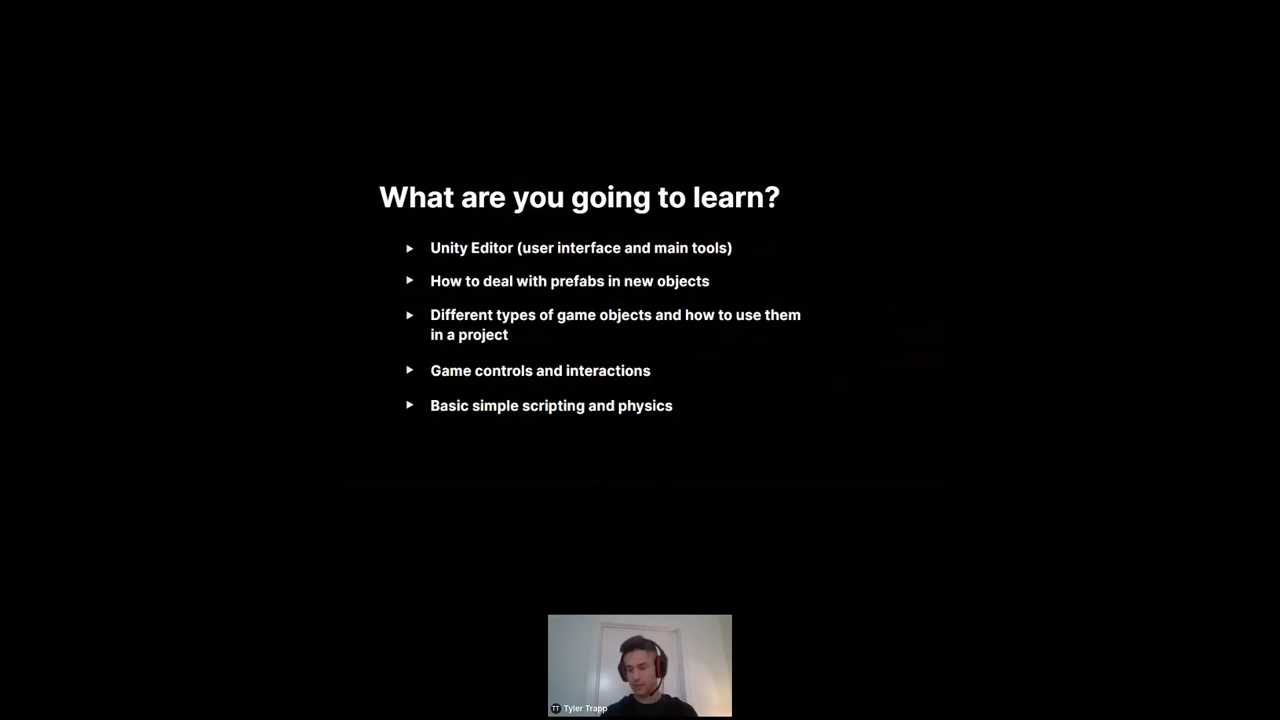 What are you going to learn?
Unity Editor (user interface and main tools)
How to deal with prefabs in new objects
Different types of game objects and how to use them
in a project
Game controls and interactions
Basic simple scripting and physics
TT Tyler Trapp